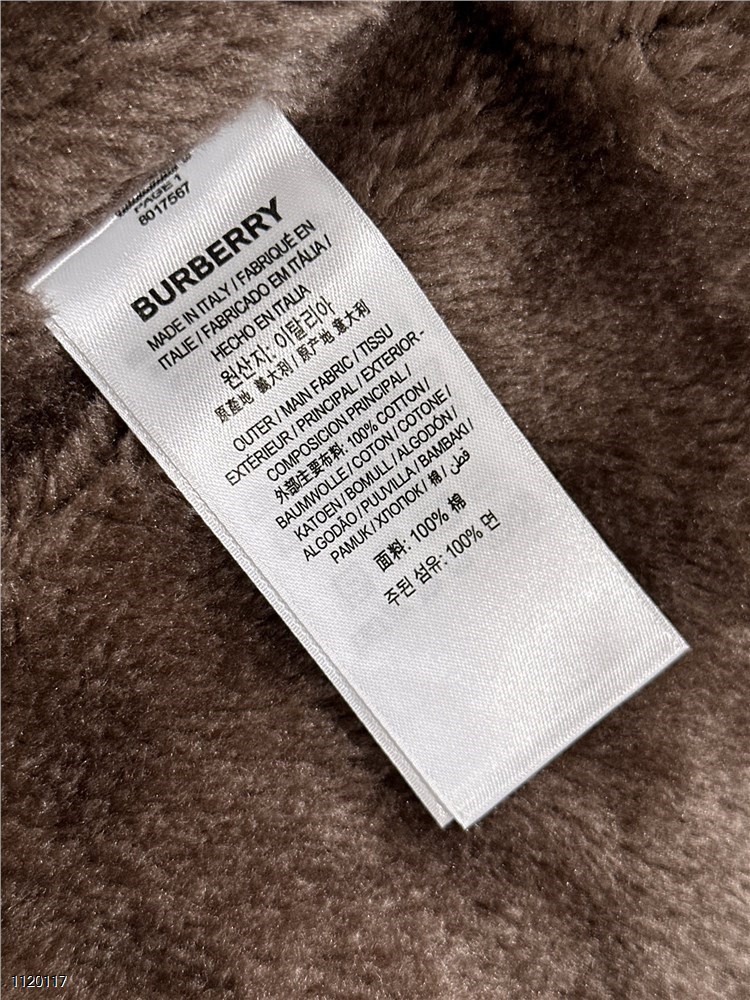 PAGE 1
8017567
BURBERRY
MADE IN ITALY / FABRIQUÉ EN
ITALIE / FABRICADO EM ITÁLIA /
HECHO EN ITALIA
원산지: 이탈리아
原產地 義大利 / 原产地 意大利
OUTER / MAIN FABRIC / TISSU
EXTÉRIEUR / PRINCIPAL / EXTERIOR -
COMPOSICION PRINCIPAL /
外部主要布料: 100% COTTON /
BAUMWOLLE / COTON / COTONE /
KATOEN / BOMULL / ALGODÓN /
ALGODÃO / PUUVILLA / BAMBAKI /
PAMUK / ХЛОПОК / 棉 / قطن
面料: 100% 棉
주된 섬유: 100% 면
1120117